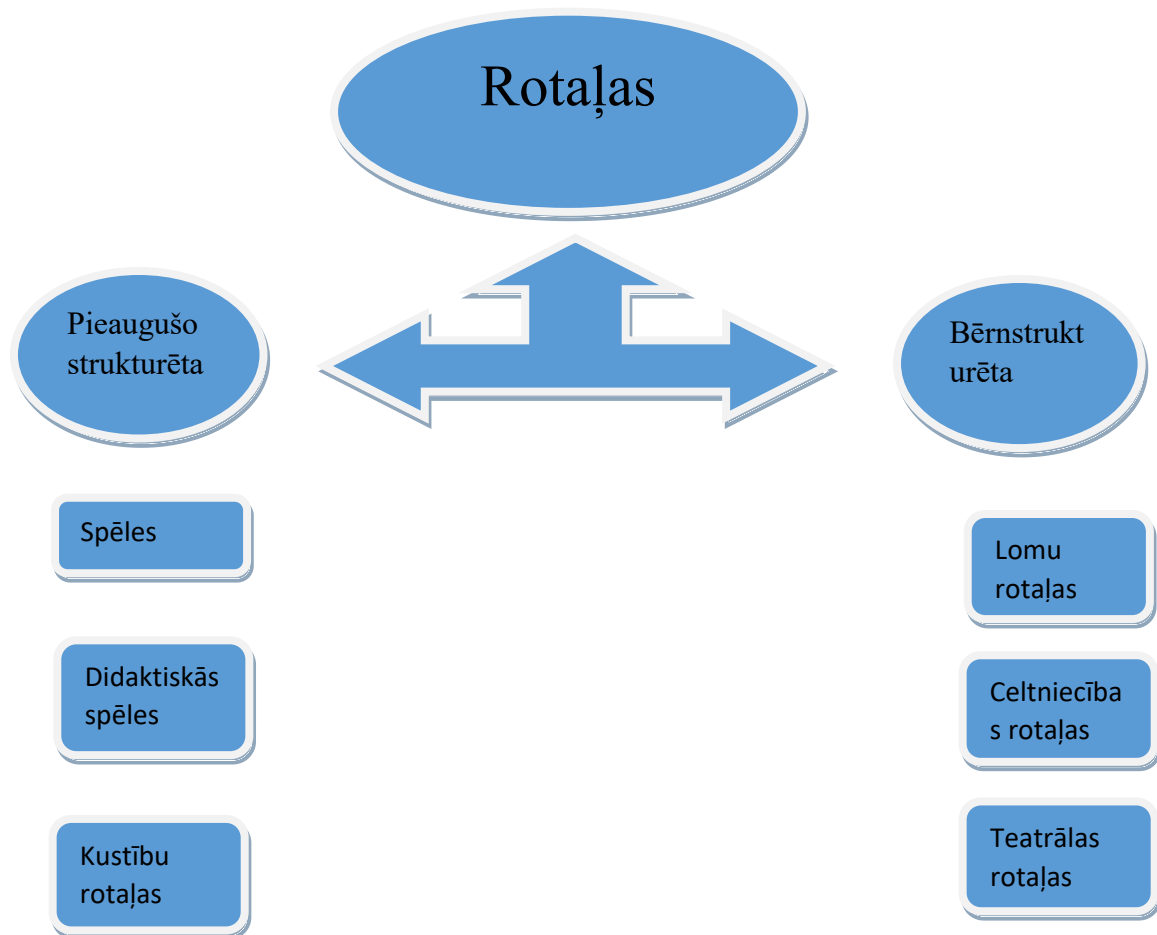 Rotaļas
Pieaugušo
strukturēta
Bērnstrukt
urēta
Spēles
Didaktiskās
spēles
Kustību
rotaļas
Lomu
rotaļas
Celtniecība
s rotaļas
Teatrālas
rotaļas